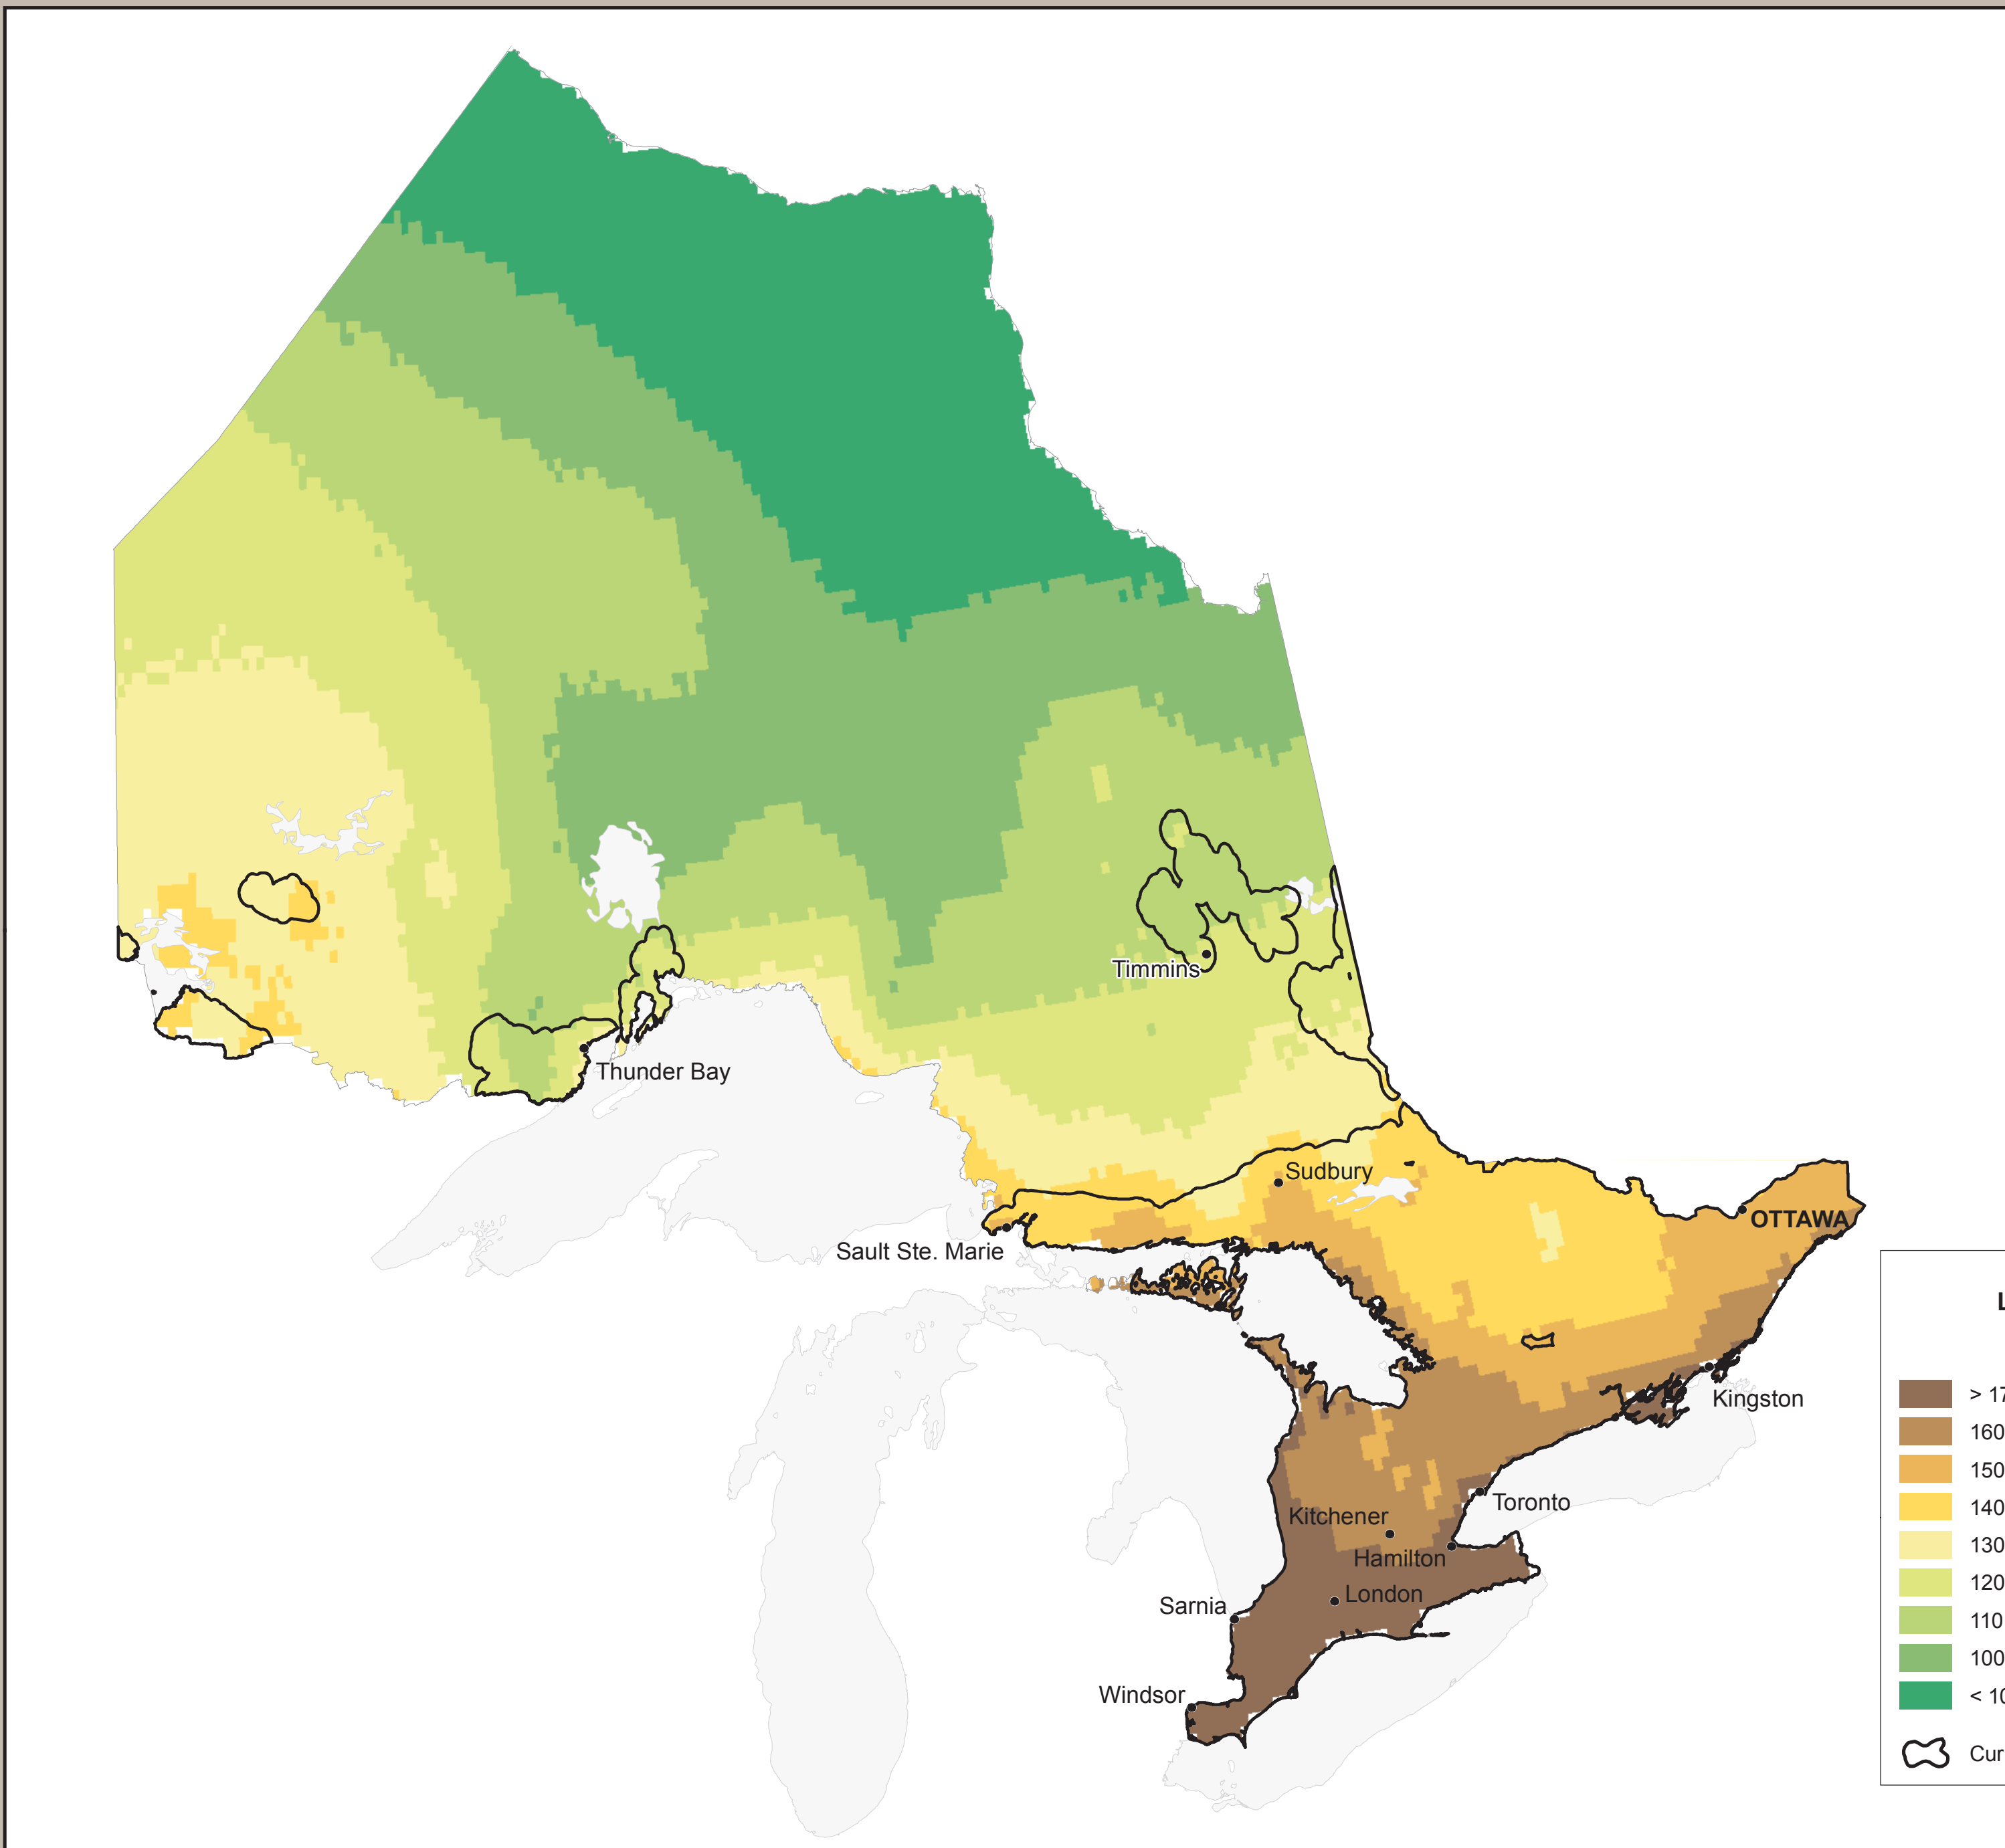 Timmins
Thunder Bay
Sudbury
OTTAWA
Sault Ste. Marie
Kingston
Toronto
Kitchener
Hamilton
London
Sarnia
Windsor
L
> 17
160
150
140
130
120
110
100
< 10
Cur